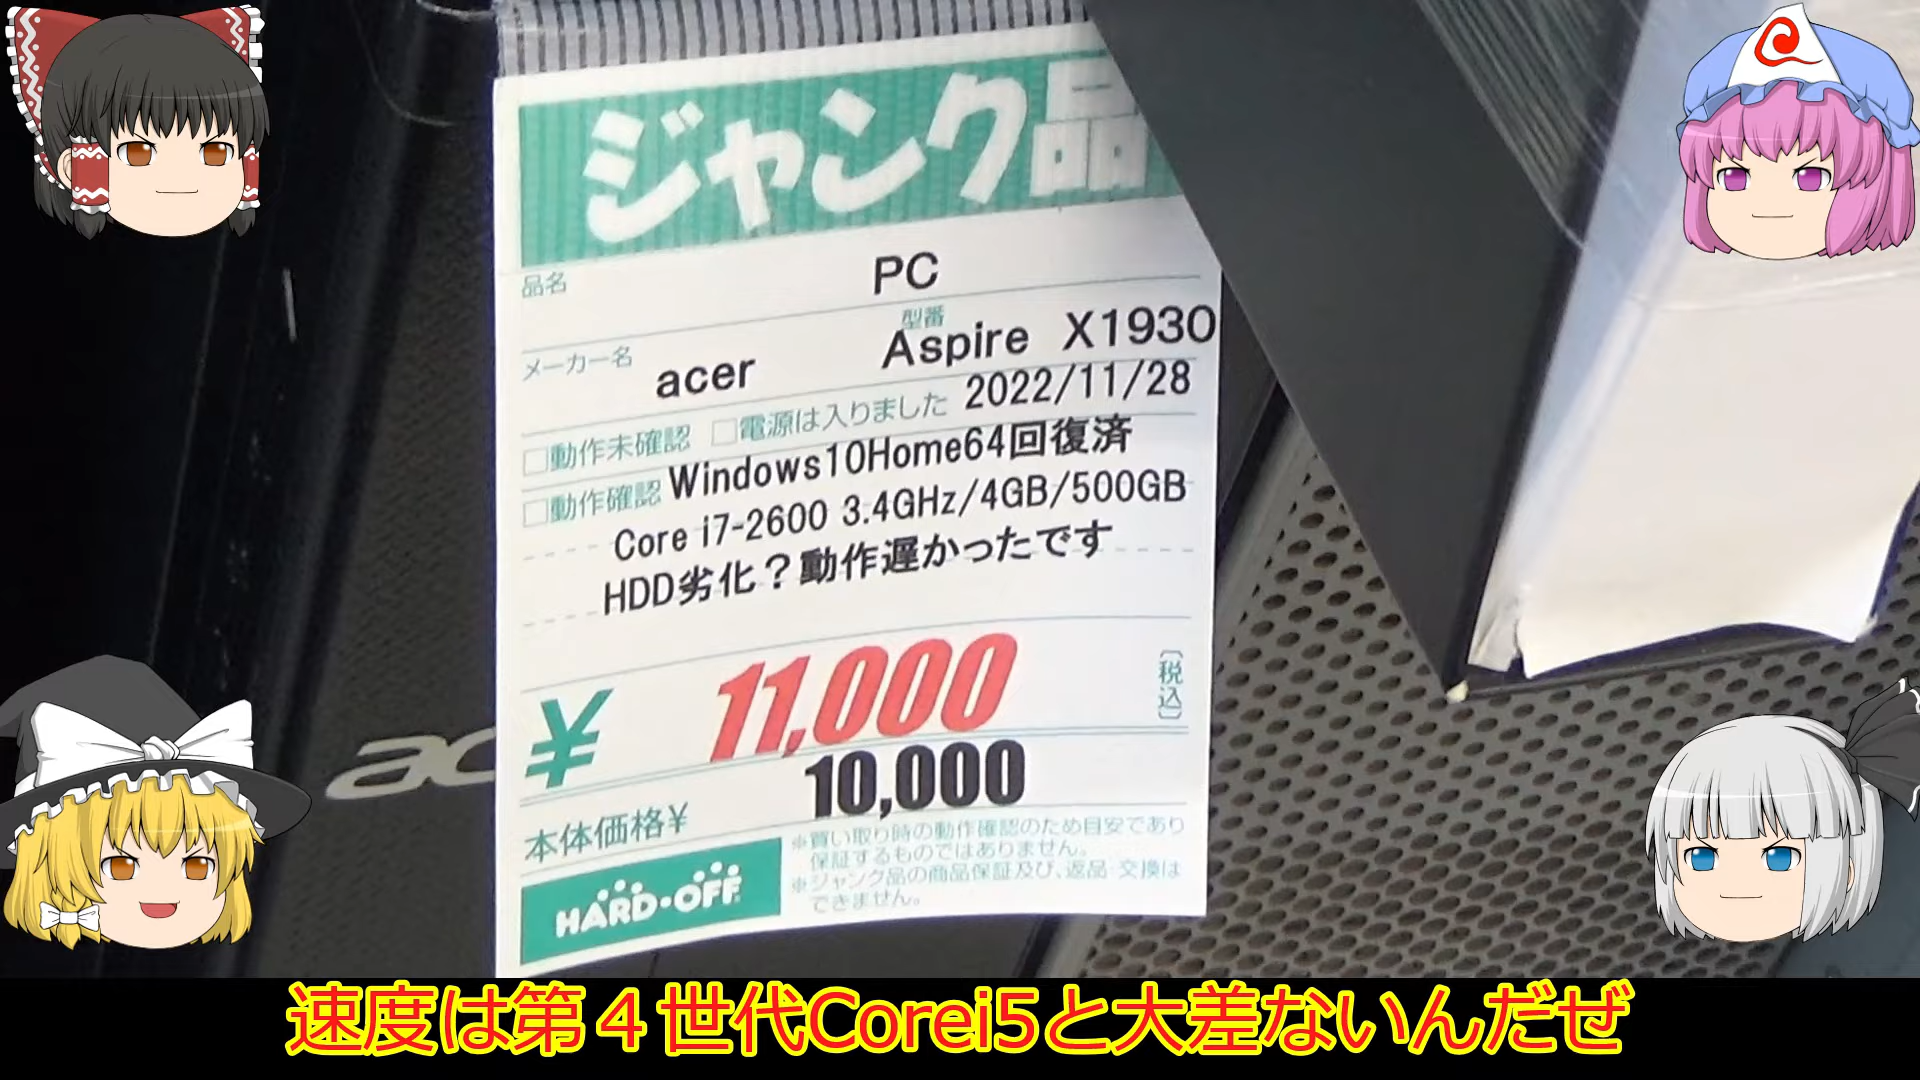 ジャンク品
品名
PC
メーカー名
acer
型番
Aspire X1930
2022/11/28
□動作未確認 □電源は入りました
□動作確認
Windows10Home64回復済
Core i7-2600 3.4GHz/4GB/500GB
HDD劣化？動作遅かったです
¥ 11,000 〔税込〕
本体価格¥ 10,000
HARD・OFF
※買い取り時の動作確認のため目安であり
保証するものではありません。
※ジャンク品の商品保証及び、返品・交換は
できません。
ac
速度は第４世代Corei5と大差ないんだぜ